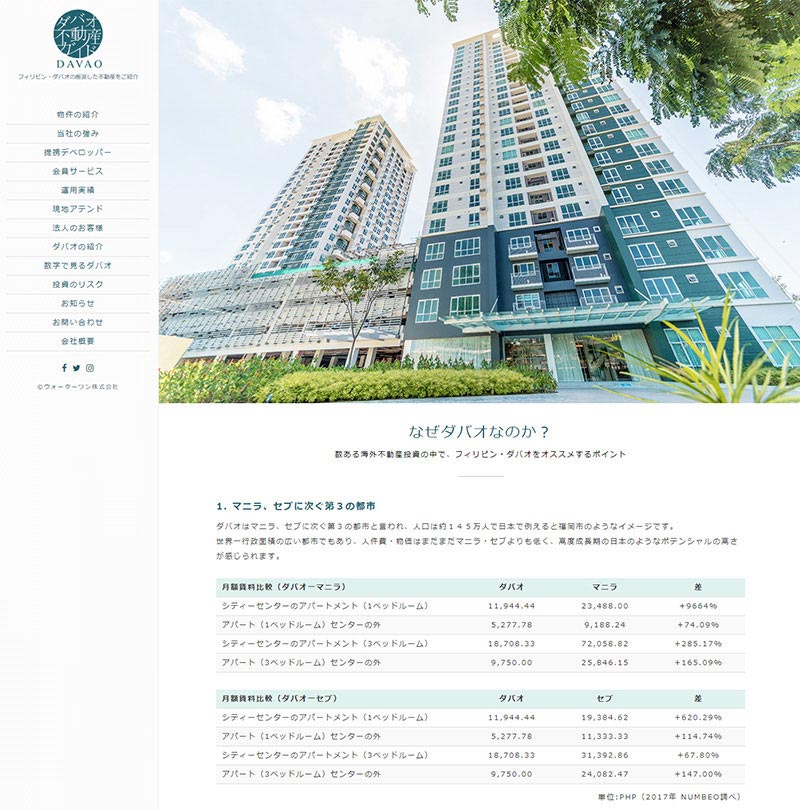 ダバオ
不動産
ガイド
DAVAO
フィリピン・ダバオの厳選した不動産をご紹介
物件の紹介
当社の強み
提携デベロッパー
会員サービス
運用実績
現地アテンド
法人のお客様
ダバオの紹介
数字で見るダバオ
投資のリスク
お知らせ
お問い合わせ
会社概要
©ウォーターワン株式会社
なぜダバオなのか？
数ある海外不動産投資の中で、フィリピン・ダバオをオススメするポイント
1. マニラ、セブに次ぐ第３の都市
ダバオはマニラ、セブに次ぐ第３の都市と言われ、人口は約１４５万人で日本で例えると福岡市のようなイメージです。
世界一行政面積の広い都市でもあり、人件費・物価はまだまだマニラ・セブよりも低く、高度成長期の日本のようなポテンシャルの高さ
が感じられます。
月額賃料比較（ダバオーマニラ） ダバオ マニラ 差
シティーセンターのアパートメント（1ベッドルーム） 11,944.44 23,488.00 +9664%
アパート（1ベッドルーム）センターの外 5,277.78 9,188.24 +74.09%
シティーセンターのアパートメント（3ベッドルーム） 18,708.33 72,058.82 +285.17%
アパート（3ベッドルーム）センターの外 9,750.00 25,846.15 +165.09%
月額賃料比較（ダバオーセブ） ダバオ セブ 差
シティーセンターのアパートメント（1ベッドルーム） 11,944.44 19,384.62 +620.29%
アパート（1ベッドルーム）センターの外 5,277.78 11,333.33 +114.74%
シティーセンターのアパートメント（3ベッドルーム） 18,708.33 31,392.86 +67.80%
アパート（3ベッドルーム）センターの外 9,750.00 24,082.47 +147.00%
単位:PHP（2017年 NUMBEO調べ）